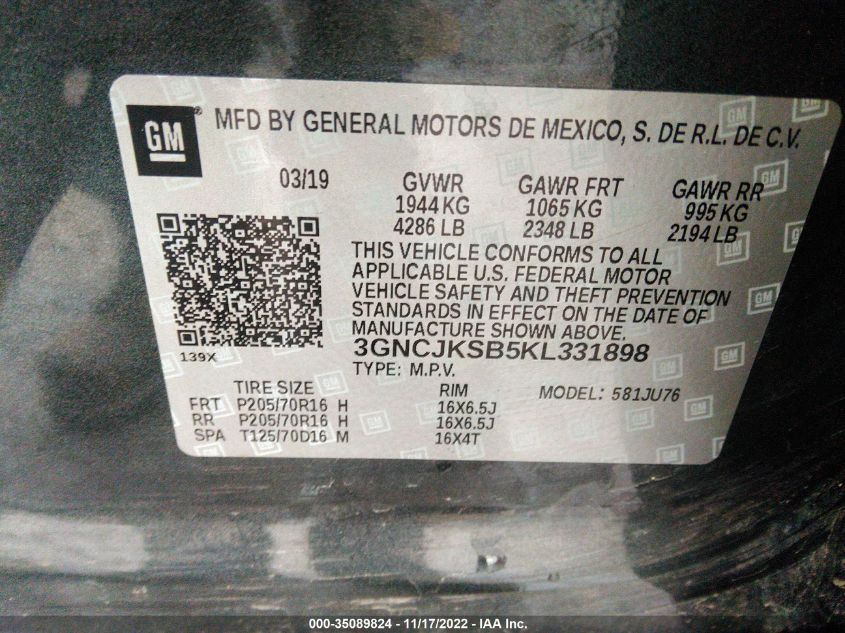 GM ® MFD BY GENERAL MOTORS DE MEXICO, S. DE R.L. DE C.V.
03/19 GVWR GAWR FRT GAWR RR
1944 KG 1065 KG 995 KG
4286 LB 2348 LB 2194 LB
THIS VEHICLE CONFORMS TO ALL
APPLICABLE U.S. FEDERAL MOTOR
VEHICLE SAFETY AND THEFT PREVENTION
STANDARDS IN EFFECT ON THE DATE OF
MANUFACTURE SHOWN ABOVE.
3GNCJKSB5KL331898
139X
TYPE: M.P.V.
TIRE SIZE RIM MODEL: 581JU76
FRT P205/70R16 H 16X6.5J
RR P205/70R16 H 16X6.5J
SPA T125/70D16 M 16X4T
000-35089824 - 11/17/2022 - IAA Inc.